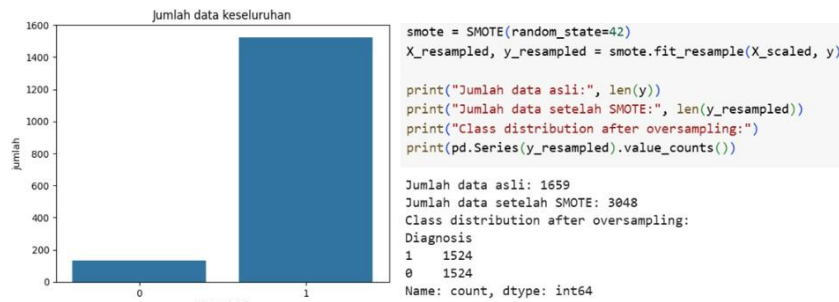 Jumlah data keseluruhan
1600
1400
1200
1000
800
600
400
200
0
jumlah
0
1
smote = SMOTE(random_state=42)
X_resampled, y_resampled = smote.fit_resample(X_scaled, y)
print("Jumlah data asli:", len(y))
print("Jumlah data setelah SMOTE:", len(y_resampled))
print("Class distribution after oversampling:")
print(pd.Series(y_resampled).value_counts())
Jumlah data asli: 1659
Jumlah data setelah SMOTE: 3048
Class distribution after oversampling:
Diagnosis
1    1524
0    1524
Name: count, dtype: int64